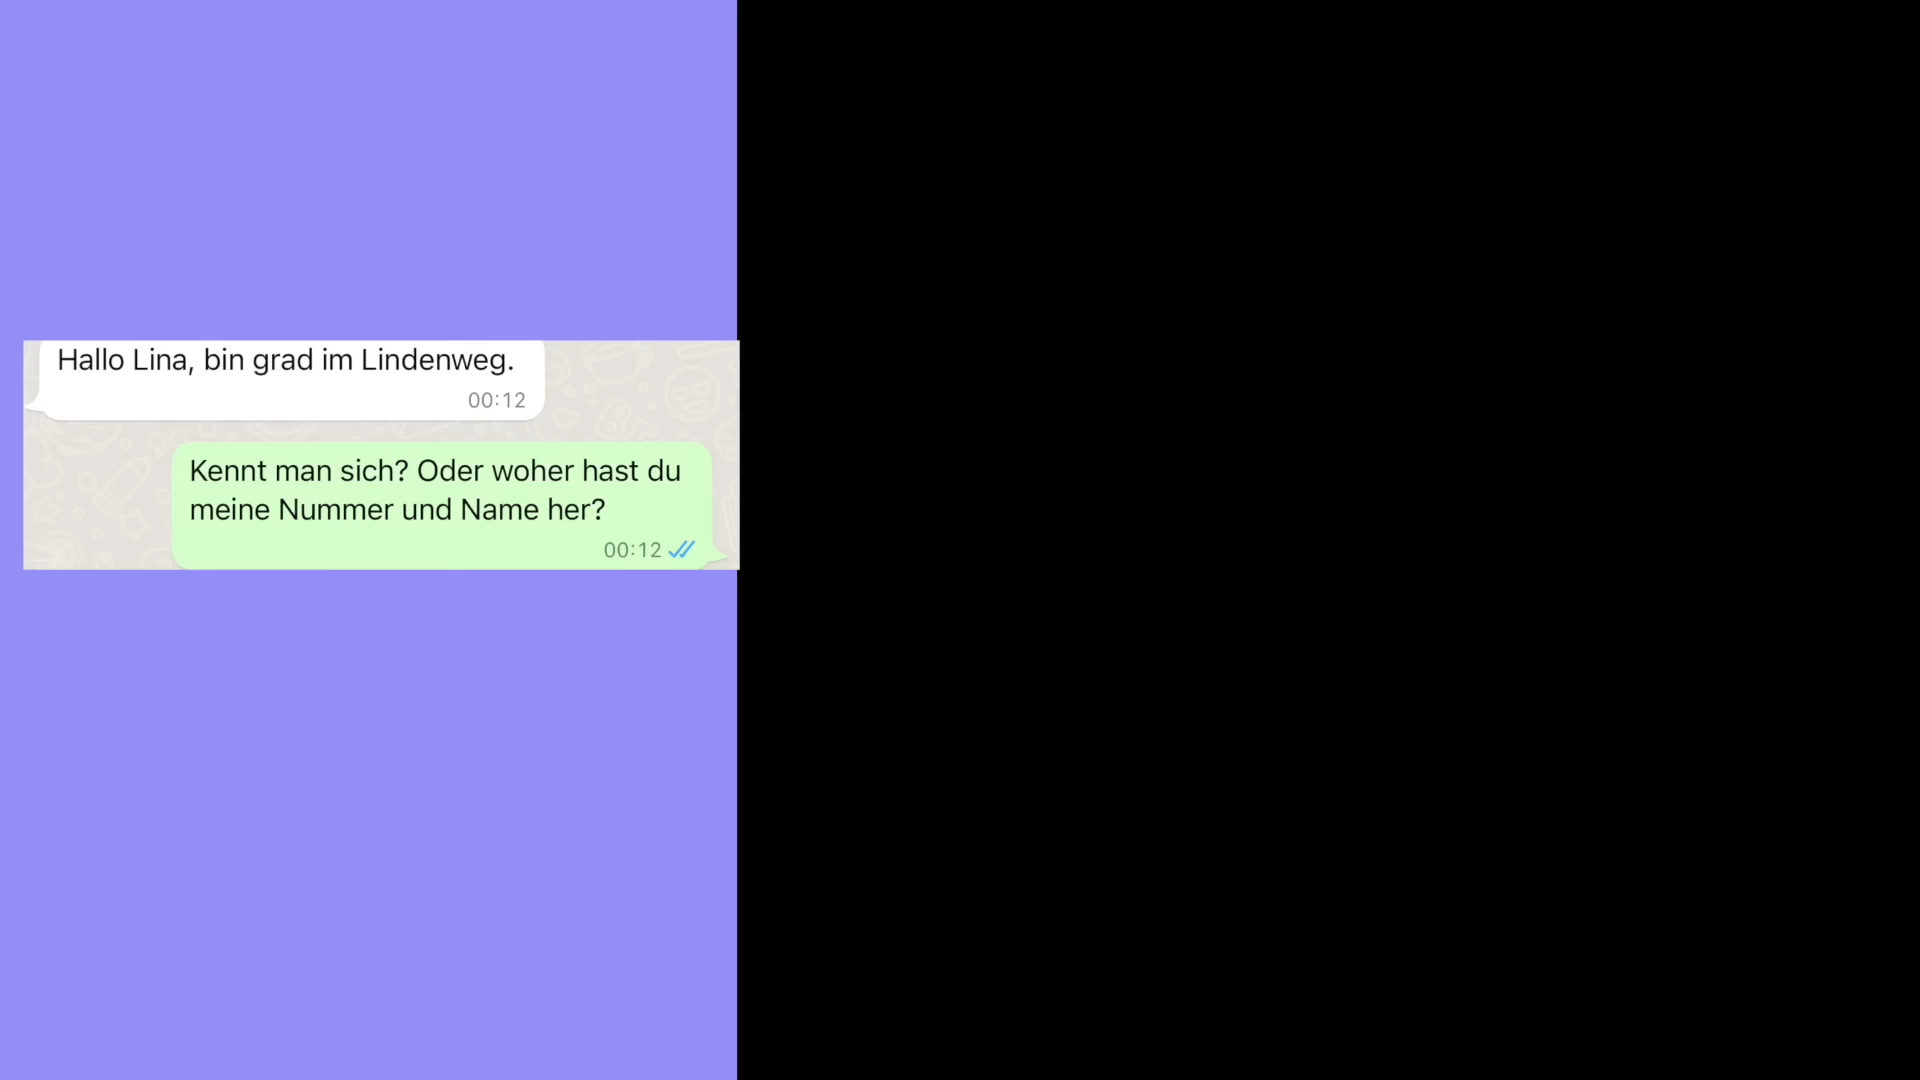 Hallo Lina, bin grad im Lindenweg.
00:12
Kennt man sich? Oder woher hast du
meine Nummer und Name her?
00:12